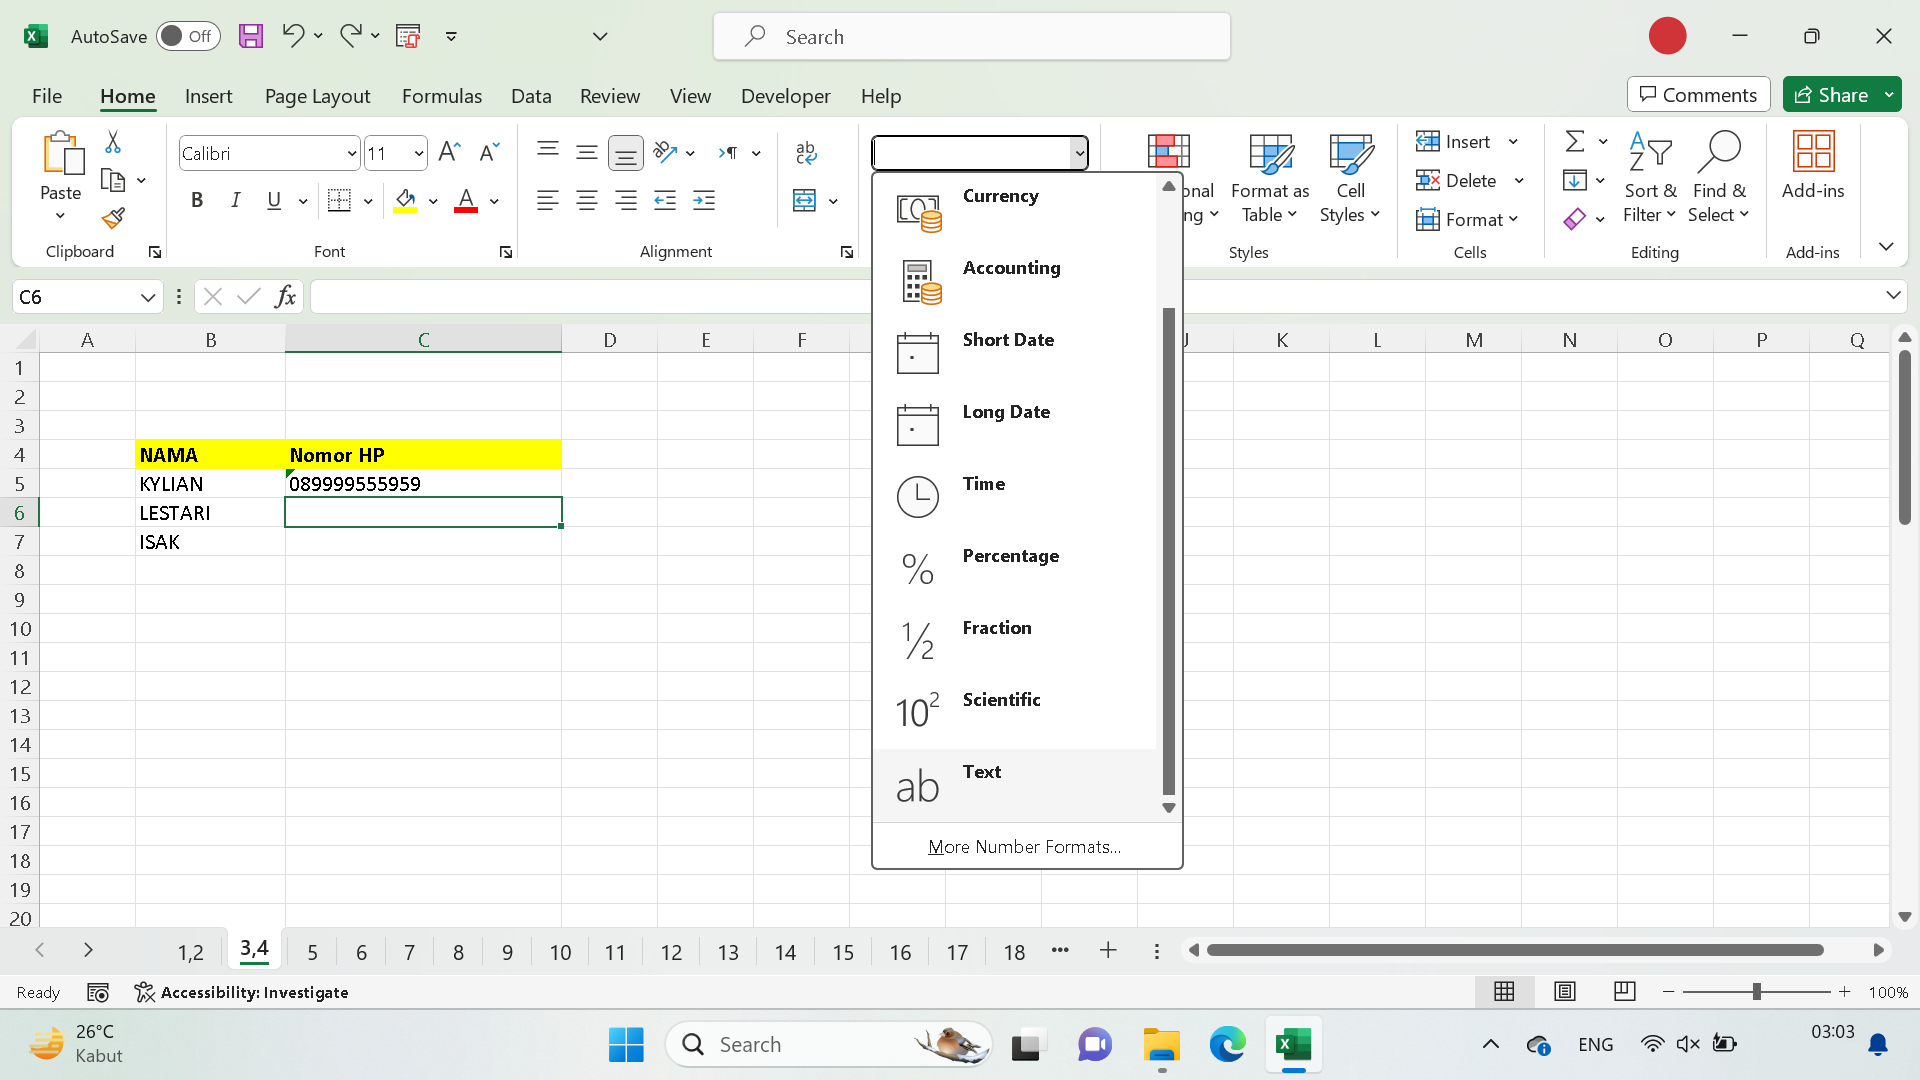 AutoSave Off Search
File Home Insert Page Layout Formulas Data Review View Developer Help Comments Share
Paste
Clipboard
Calibri 11
B I U
Font
ab
Alignment
Format as Table
Cell Styles
Styles
Insert
Delete
Format
Cells
Sort & Filter
Find & Select
Editing
Add-ins
Add-ins
C6 fx
Currency
Accounting
Short Date
Long Date
Time
Percentage
½ Fraction
10² Scientific
ab Text
More Number Formats...
A B C D E F K L M N O P Q
1
2
3
4 NAMA Nomor HP
5 KYLIAN 089999555959
6 LESTARI
7 ISAK
8
9
10
11
12
13
14
15
16
17
18
19
20
1,2 3,4 5 6 7 8 9 10 11 12 13 14 15 16 17 18 ...
Ready Accessibility: Investigate 100%
26°C
Kabut
Search
ENG
03:03